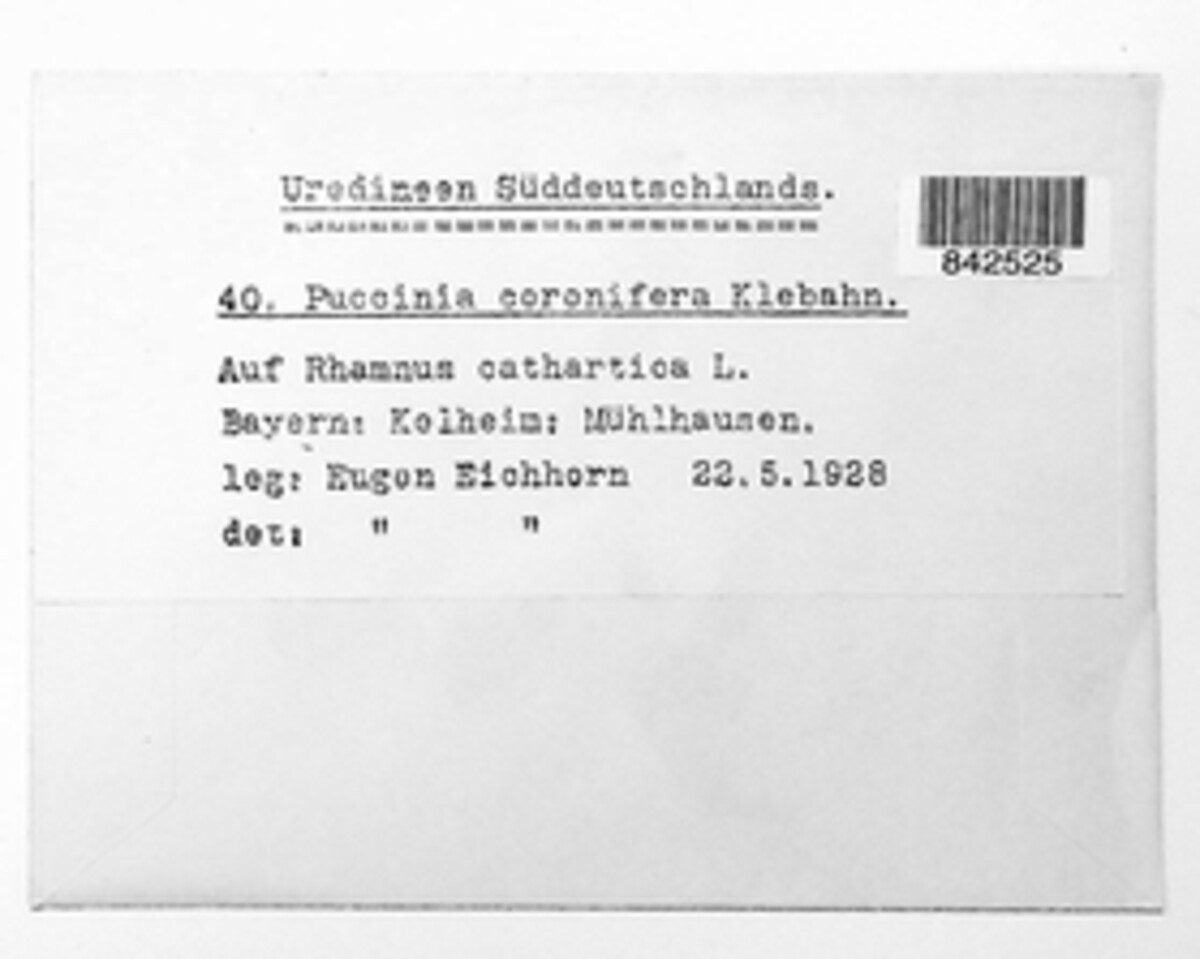 Uredineen Süddeutschlands.
842525
40. Puccinia coronifera Klebahn.
Auf Rhamnus cathartica L.
Bayern: Kelheim; Mühlhausen.
leg: Eugen Eichhorn 22.5.1928
det: " "